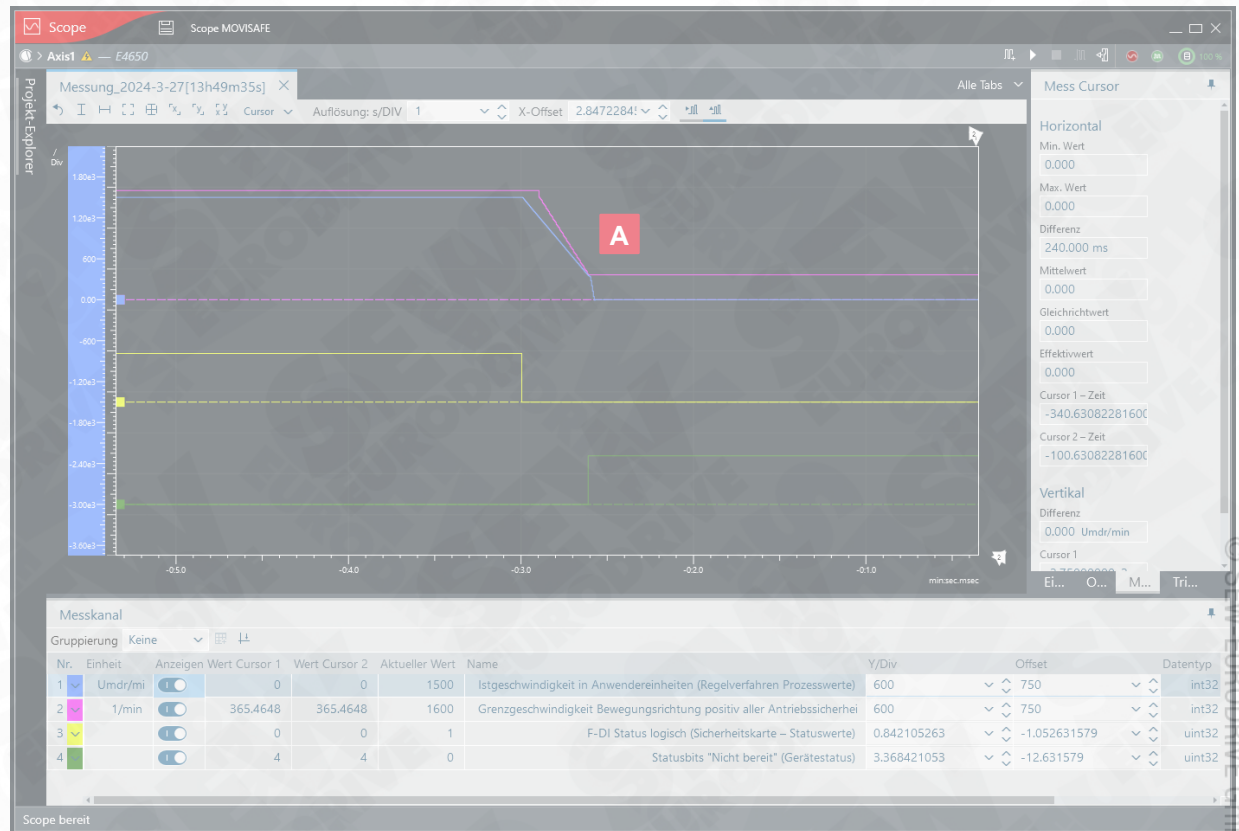 Scope
Scope MOVISAFE
Axis1 — E4650
100 %
Projekt-Explorer
Messung_2024-3-27[13h49m35s]
Alle Tabs
Cursor
Auflösung: s/DIV 1
X-Offset 2.8472284
/ Div
1.80e3
1.20e3
600
0.00
-600
-1.20e3
-1.80e3
-2.40e3
-3.00e3
-3.60e3
A
2
2
-05.0
-04.0
-03.0
-02.0
-01.0
min:sec.msec
Mess Cursor
Horizontal
Min. Wert
0.000
Max. Wert
0.000
Differenz
240.000 ms
Mittelwert
0.000
Gleichrichtwert
0.000
Effektivwert
0.000
Cursor 1 – Zeit
-340.63082281600
Cursor 2 – Zeit
-100.63082281600
Vertikal
Differenz
0.000 Umdr/min
Cursor 1
Ei... O... M... Tri...
Messkanal
Gruppierung Keine
Nr. Einheit Anzeigen Wert Cursor 1 Wert Cursor 2 Aktueller Wert Name Y/Div Offset Datentyp
1 Umdr/mi 0 0 1500 Istgeschwindigkeit in Anwendereinheiten (Regelverfahren Prozesswerte) 600 750 int32
2 1/min 365.4648 365.4648 1600 Grenzgeschwindigkeit Bewegungsrichtung positiv aller Antriebssicherhei 600 750 int32
3 0 0 1 F-DI Status logisch (Sicherheitskarte – Statuswerte) 0.842105263 -1.052631579 uint32
4 4 4 0 Statusbits "Nicht bereit" (Gerätestatus) 3.368421053 -12.631579 uint32
Scope bereit
© SEW-EURODRIVE